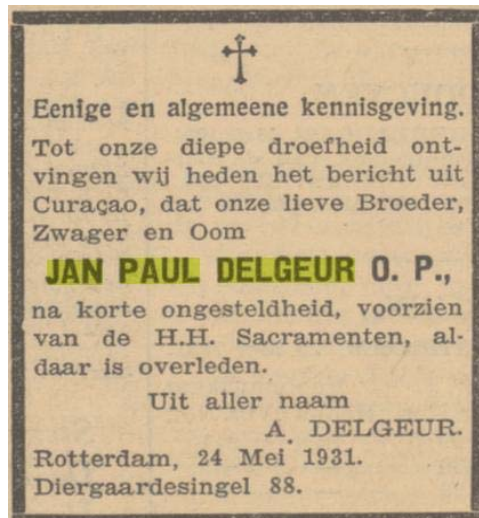 Eenige en algemeene kennisgeving.
Tot onze diepe droefheid ont-
vingen wij heden het bericht uit
Curaçao, dat onze lieve Broeder,
Zwager en Oom
JAN PAUL DELGEUR O. P.,
na korte ongesteldheid, voorzien
van de H.H. Sacramenten, al-
daar is overleden.
Uit aller naam
A. DELGEUR.
Rotterdam, 24 Mei 1931.
Diergaardesingel 88.